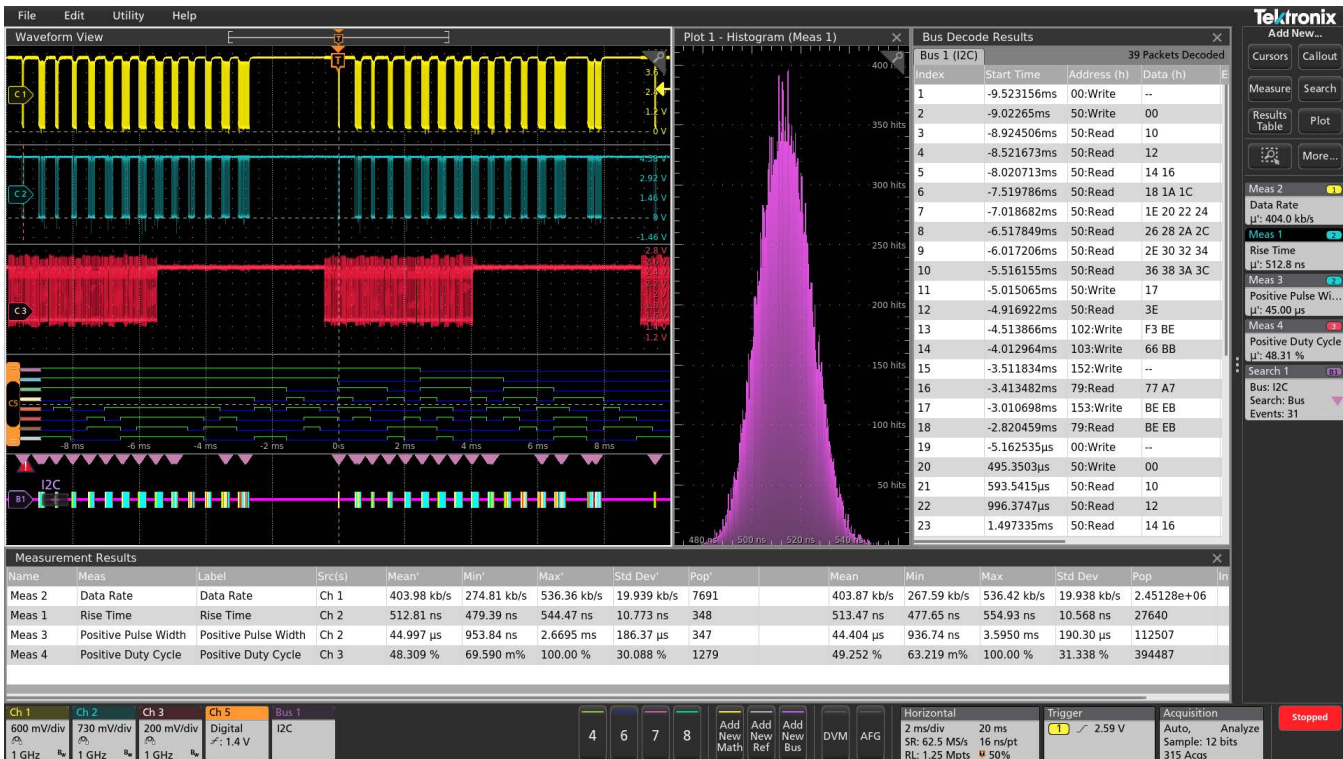 File Edit Utility Help
Tektronix
Waveform View
T
T
3.6
2.4
1.2 V
0 V
C 1
4.38 V
2.92 V
1.46 V
0 V
-1.46 V
C 2
2.8 V
1.4 V
1.2 V
C 3
C5
-8 ms -6 ms -4 ms -2 ms 0 s 2 ms 4 ms 6 ms 8 ms
!
I2C
B1
Plot 1 - Histogram (Meas 1)
400 h
350 hits
300 hits
250 hits
200 hits
150 hits
100 hits
50 hits
480 ns 500 ns 520 ns 540 ns
Bus Decode Results
Bus 1 (I2C) 39 Packets Decoded
Index Start Time Address (h) Data (h) E
1 -9.523156ms 00:Write --
2 -9.02265ms 50:Write 00
3 -8.924506ms 50:Read 10
4 -8.521673ms 50:Read 12
5 -8.020713ms 50:Read 14 16
6 -7.519786ms 50:Read 18 1A 1C
7 -7.018682ms 50:Read 1E 20 22 24
8 -6.517849ms 50:Read 26 28 2A 2C
9 -6.017206ms 50:Read 2E 30 32 34
10 -5.516155ms 50:Read 36 38 3A 3C
11 -5.015065ms 50:Read 17
12 -4.916922ms 50:Read 3E
13 -4.513866ms 102:Write F3 BE
14 -4.012964ms 103:Write 66 BB
15 -3.511834ms 152:Write --
16 -3.413482ms 79:Read 77 A7
17 -3.010698ms 153:Write BE EB
18 -2.820459ms 79:Read BE EB
19 -5.162535µs 00:Write --
20 495.3503µs 50:Write 00
21 593.5415µs 50:Read 10
22 996.3747µs 50:Read 12
23 1.497335ms 50:Read 14 16
Add New...
Cursors Callout
Measure Search
Results Table Plot
More...
Meas 2 1
Data Rate
µ': 404.0 kb/s
Meas 1 2
Rise Time
µ': 512.8 ns
Meas 3 2
Positive Pulse Wi...
µ': 45.00 µs
Meas 4 3
Positive Duty Cycle
µ': 48.31 %
Search 1 B1
Bus: I2C
Search: Bus
Events: 31
Measurement Results
Name Meas Label Src(s) Mean' Min' Max' Std Dev' Pop' Mean Min Max Std Dev Pop In
Meas 2 Data Rate Data Rate Ch 1 403.98 kb/s 274.81 kb/s 536.36 kb/s 19.939 kb/s 7691 403.87 kb/s 267.59 kb/s 536.42 kb/s 19.938 kb/s 2.45128e+06
Meas 1 Rise Time Rise Time Ch 2 512.81 ns 479.39 ns 544.47 ns 10.773 ns 348 513.47 ns 477.65 ns 554.93 ns 10.568 ns 27640
Meas 3 Positive Pulse Width Positive Pulse Width Ch 2 44.997 µs 953.84 ns 2.6695 ms 186.37 µs 347 44.404 µs 936.74 ns 3.5950 ms 190.30 µs 112507
Meas 4 Positive Duty Cycle Positive Duty Cycle Ch 3 48.309 % 69.590 m% 100.00 % 30.088 % 1279 49.252 % 63.219 m% 100.00 % 31.338 % 394487
Ch 1
600 mV/div
1 GHz Bw
Ch 2
730 mV/div
1 GHz Bw
Ch 3
200 mV/div
1 GHz Bw
Ch 5
Digital
: 1.4 V
Bus 1
I2C
4 6 7 8
Add New Math
Add New Ref
Add New Bus
DVM AFG
Horizontal
2 ms/div 20 ms
SR: 62.5 MS/s 16 ns/pt
RL: 1.25 Mpts 50%
Trigger
1 2.59 V
Acquisition
Auto, Analyze
Sample: 12 bits
315 Acqs
Stopped